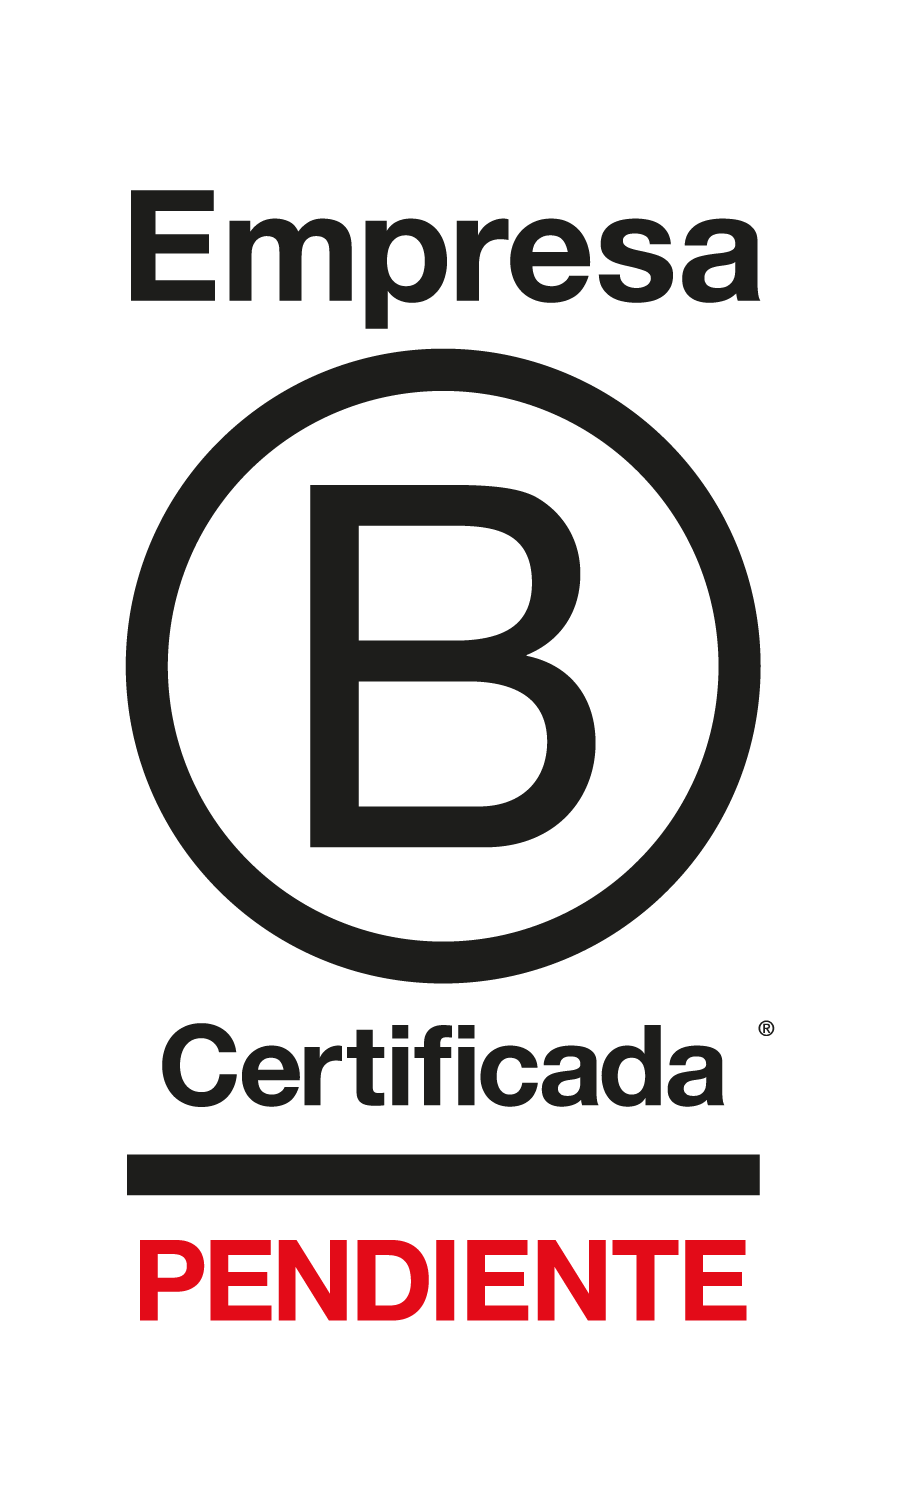 Empresa
B
Certificada ®
PENDIENTE